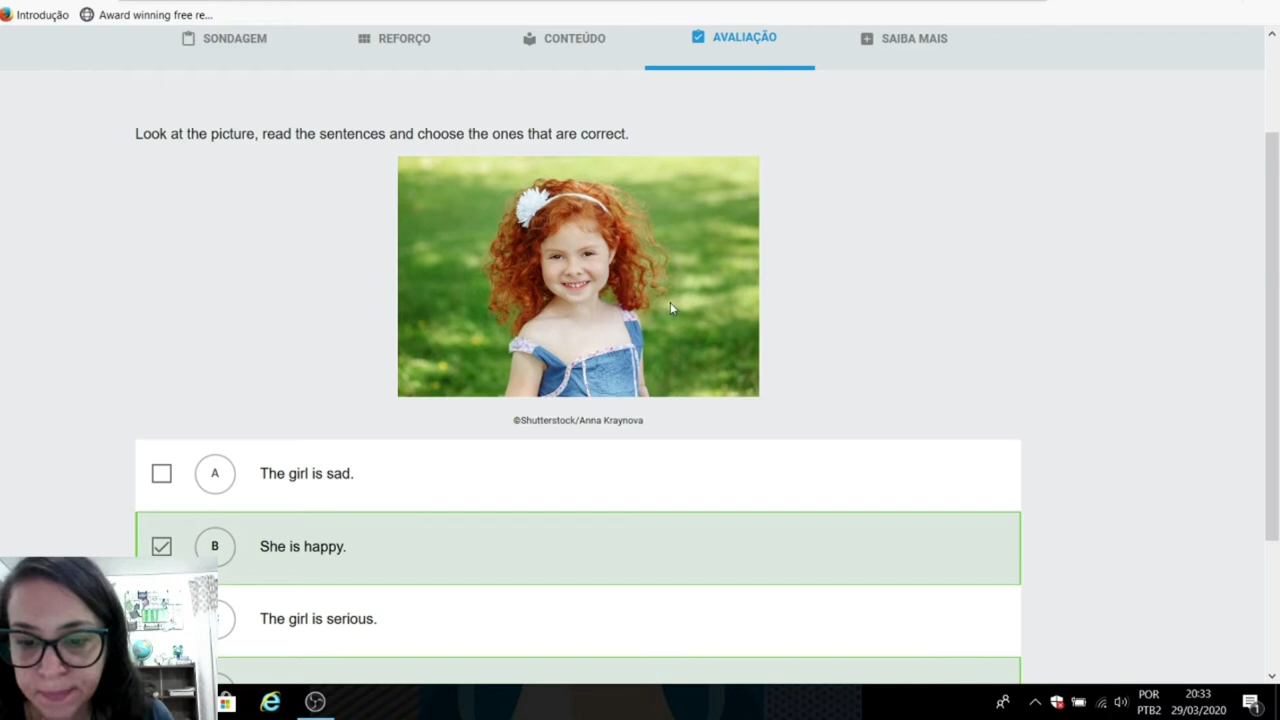 Introdução Award winning free re...
SONDAGEM REFORÇO CONTEÚDO AVALIAÇÃO SAIBA MAIS
Look at the picture, read the sentences and choose the ones that are correct.
©Shutterstock/Anna Kraynova
A The girl is sad.
B She is happy.
The girl is serious.
POR 20:33
PTB2 29/03/2020 1